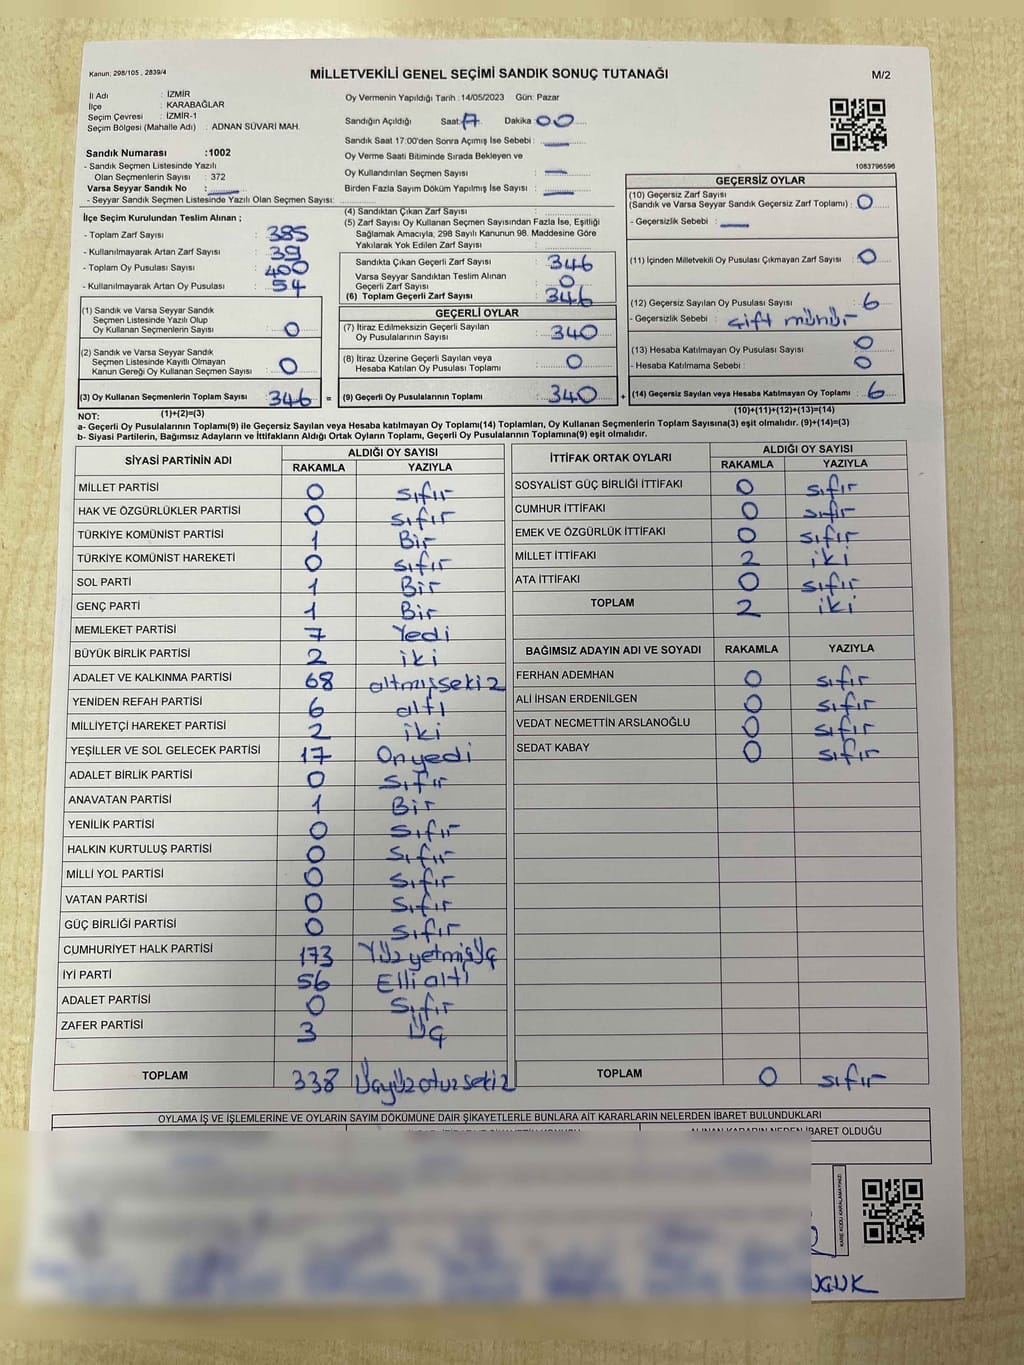 Kanun: 298/105 , 2839/4
MİLLETVEKİLİ GENEL SEÇİMİ SANDIK SONUÇ TUTANAĞI
M/2
İl Adı : İZMİR
İlçe : KARABAĞLAR
Seçim Çevresi : İZMİR-1
Seçim Bölgesi (Mahalle Adı) : ADNAN SÜVARİ MAH.
Sandık Numarası :1002
- Sandık Seçmen Listesinde Yazılı
Olan Seçmenlerin Sayısı : 372
Varsa Seyyar Sandık No :
- Seyyar Sandık Seçmen Listesinde Yazılı Olan Seçmen Sayısı:
Oy Vermenin Yapıldığı Tarih :14/05/2023 Gün: Pazar
Sandığın Açıldığı Saat: 17 Dakika: 00
Sandık Saat 17:00'den Sonra Açımış İse Sebebi : —
Oy Verme Saati Bitiminde Sırada Bekleyen ve
Oy Kullandırılan Seçmen Sayısı : —
Birden Fazla Sayım Döküm Yapılmış İse Sayısı : —
1083796596
İlçe Seçim Kurulundan Teslim Alınan ;
- Toplam Zarf Sayısı : 385
- Kullanılmayarak Artan Zarf Sayısı : 39
- Toplam Oy Pusulası Sayısı : 400
- Kullanılmayarak Artan Oy Pusulası : 54
(1) Sandık ve Varsa Seyyar Sandık
Seçmen Listesinde Yazılı Olup
Oy Kullanan Seçmenlerin Sayısı : 0
(2) Sandık ve Varsa Seyyar Sandık
Seçmen Listesinde Kayıtlı Olmayan
Kanun Gereği Oy Kullanan Seçmen Sayısı : 0
(3) Oy Kullanan Seçmenlerin Toplam Sayısı : 346
(4) Sandıktan Çıkan Zarf Sayısı :
(5) Zarf Sayısı Oy Kullanan Seçmen Sayısından Fazla İse, Eşitliği
Sağlamak Amacıyla, 298 Sayılı Kanunun 98. Maddesine Göre
Yakılarak Yok Edilen Zarf Sayısı :
Sandıkta Çıkan Geçerli Zarf Sayısı : 346
Varsa Seyyar Sandıktan Teslim Alınan
Geçerli Zarf Sayısı : 0
(6) Toplam Geçerli Zarf Sayısı : 346
GEÇERLİ OYLAR
(7) İtiraz Edilmeksizin Geçerli Sayılan
Oy Pusulalarının Sayısı : 340
(8) İtiraz Üzerine Geçerli Sayılan veya
Hesaba Katılan Oy Pusulası Toplamı : 0
= (9) Geçerli Oy Pusulalarının Toplamı : 340
GEÇERSİZ OYLAR
(10) Geçersiz Zarf Sayısı
(Sandık ve Varsa Seyyar Sandık Geçersiz Zarf Toplamı) : 0
- Geçersizlik Sebebi : —
(11) İçinden Milletvekili Oy Pusulası Çıkmayan Zarf Sayısı : 0
(12) Geçersiz Sayılan Oy Pusulası Sayısı : 6
- Geçersizlik Sebebi : çift mühür
(13) Hesaba Katılmayan Oy Pusulası Sayısı : 0
- Hesaba Katılmama Sebebi : 0
+ (14) Geçersiz Sayılan veya Hesaba Katılmayan Oy Toplamı : 6
NOT: (1)+(2)=(3) (10)+(11)+(12)+(13)=(14)
a- Geçerli Oy Pusulalarının Toplamı(9) ile Geçersiz Sayılan veya Hesaba Katılmayan Oy Toplamı(14) Toplamları, Oy Kullanan Seçmenlerin Toplam Sayısına(3) eşit olmalıdır. (9)+(14)=(3)
b- Siyasi Partilerin, Bağımsız Adayların ve İttifakların Aldığı Ortak Oyların Toplamı, Geçerli Oy Pusulalarının Toplamına(9) eşit olmalıdır.
SİYASİ PARTİNİN ADI ALDIĞI OY SAYISI
RAKAMLA YAZIYLA
MİLLET PARTİSİ 0 sıfır
HAK VE ÖZGÜRLÜKLER PARTİSİ 0 sıfır
TÜRKİYE KOMÜNİST PARTİSİ 1 Bir
TÜRKİYE KOMÜNİST HAREKETİ 0 sıfır
SOL PARTİ 1 Bir
GENÇ PARTİ 1 Bir
MEMLEKET PARTİSİ 7 Yedi
BÜYÜK BİRLİK PARTİSİ 2 iki
ADALET VE KALKINMA PARTİSİ 68 altmışsekiz
YENİDEN REFAH PARTİSİ 6 altı
MİLLİYETÇİ HAREKET PARTİSİ 2 iki
YEŞİLLER VE SOL GELECEK PARTİSİ 17 Onyedi
ADALET BİRLİK PARTİSİ 0 sıfır
ANAVATAN PARTİSİ 1 Bir
YENİLİK PARTİSİ 0 sıfır
HALKIN KURTULUŞ PARTİSİ 0 sıfır
MİLLİ YOL PARTİSİ 0 sıfır
VATAN PARTİSİ 0 sıfır
GÜÇ BİRLİĞİ PARTİSİ 0 sıfır
CUMHURİYET HALK PARTİSİ 173 Yüz yetmişüç
İYİ PARTİ 56 Elli altı
ADALET PARTİSİ 0 Sıfır
ZAFER PARTİSİ 3 Üç
TOPLAM 338 Üçyüz otuz sekiz
İTTİFAK ORTAK OYLARI ALDIĞI OY SAYISI
RAKAMLA YAZIYLA
SOSYALİST GÜÇ BİRLİĞİ İTTİFAKI 0 sıfır
CUMHUR İTTİFAKI 0 sıfır
EMEK VE ÖZGÜRLÜK İTTİFAKI 0 sıfır
MİLLET İTTİFAKI 2 iki
ATA İTTİFAKI 0 sıfır
TOPLAM 2 iki
BAĞIMSIZ ADAYIN ADI VE SOYADI RAKAMLA YAZIYLA
FERHAN ADEMHAN 0 sıfır
ALİ İHSAN ERDENİLGEN 0 sıfır
VEDAT NECMETTİN ARSLANOĞLU 0 sıfır
SEDAT KABAY 0 sıfır
TOPLAM 0 sıfır
OYLAMA İŞ VE İŞLEMLERİNE VE OYLARIN SAYIM DÖKÜMÜNE DAİR ŞİKAYETLERLE BUNLARA AİT KARARLARIN NELERDEN İBARET BULUNDUKLARI
ALINAN KARARIN NEDEN İBARET OLDUĞU
KARE KODU KARALAMAYINIZ!